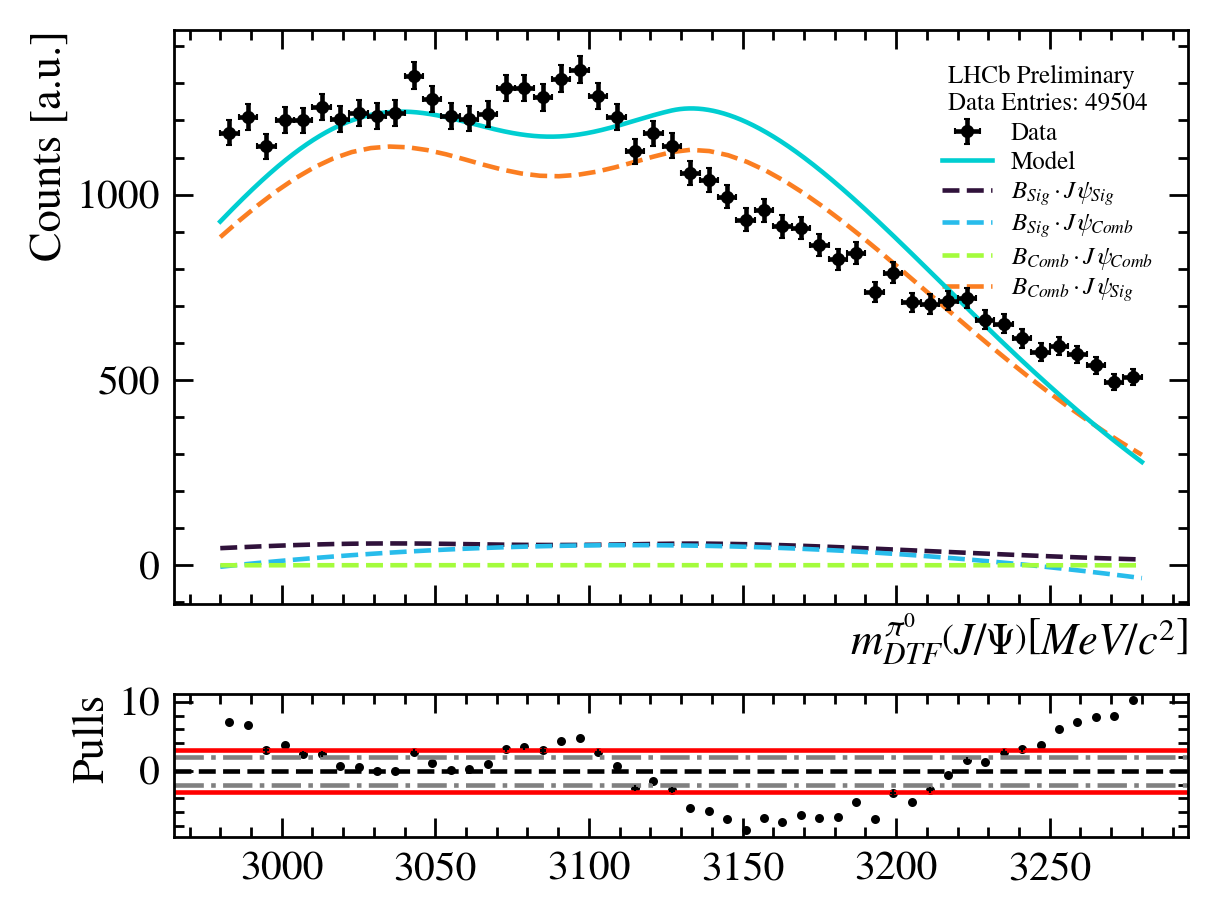 Counts [a.u.]
1000
500
0
LHCb Preliminary
Data Entries: 49504
Data
Model
B_{Sig} · Jψ_{Sig}
B_{Sig} · Jψ_{Comb}
B_{Comb} · Jψ_{Comb}
B_{Comb} · Jψ_{Sig}
m_{DTF}^{π^0}(J/Ψ)[MeV/c^2]
Pulls
10
0
3000 3050 3100 3150 3200 3250